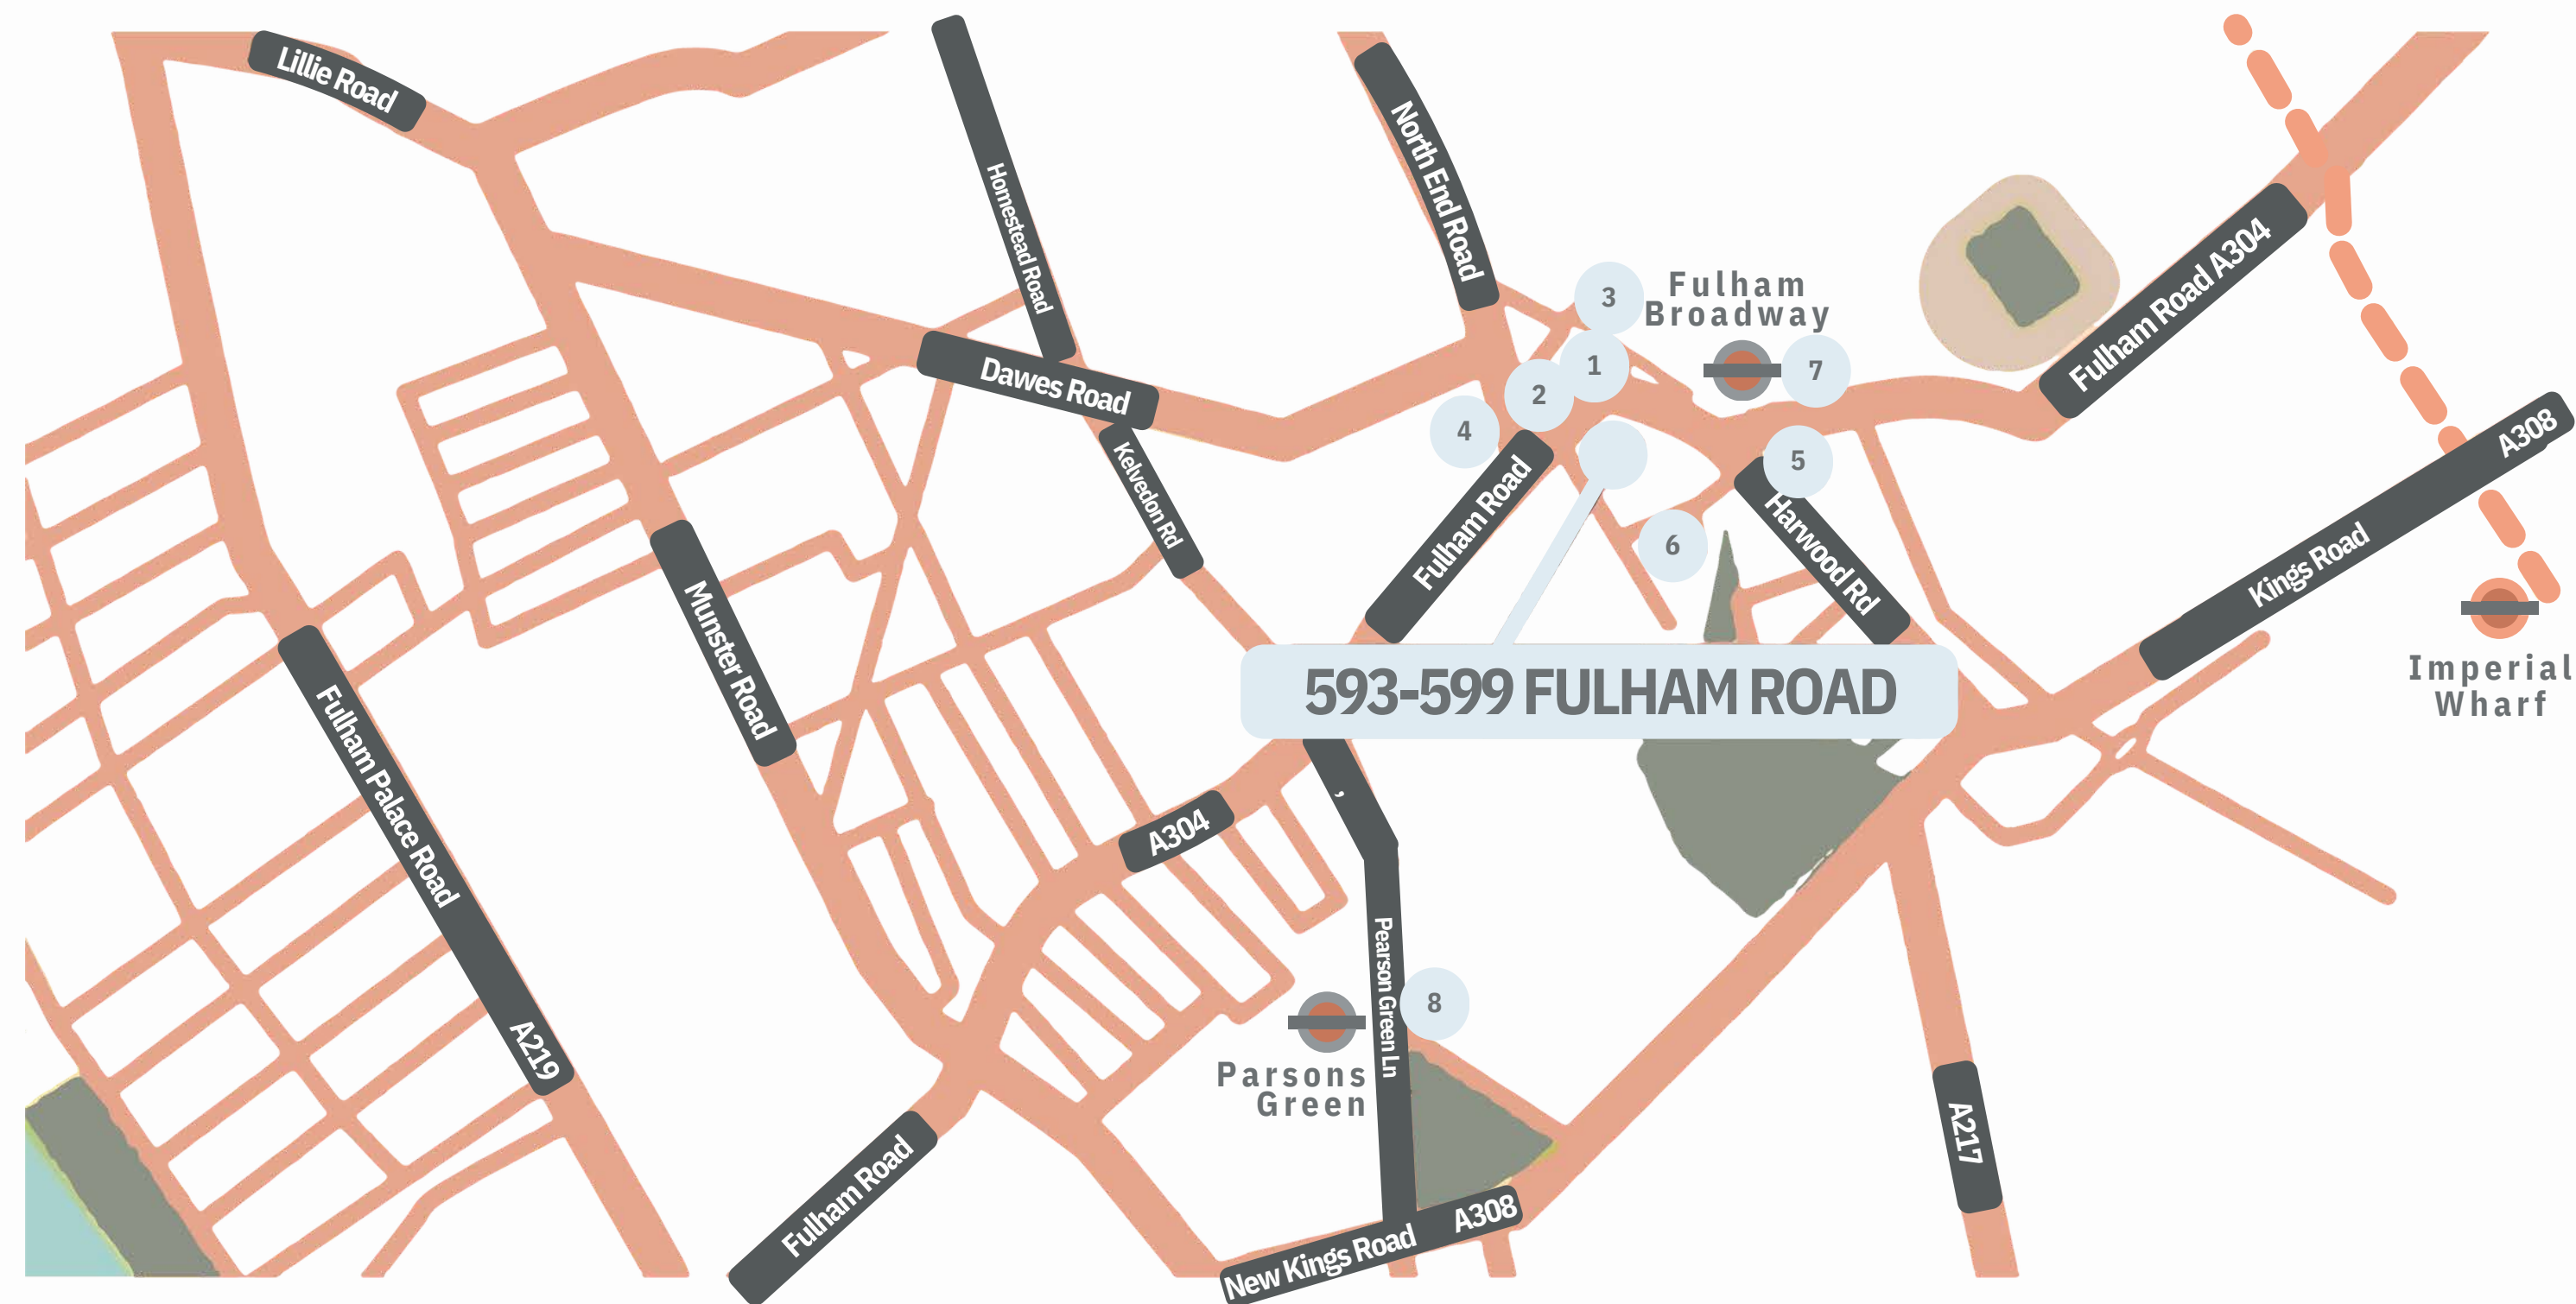 Lillie Road
Homestead Road
North End Road
Fulham
Broadway
Fulham Road A304
3
1
2
7
4
5
6
Dawes Road
Kelvedon Rd
Fulham Road
Harwood Rd
Kings Road
A308
Imperial
Wharf
Munster Road
593-599 FULHAM ROAD
Fulham Palace Road
A219
,
A304
Pearson Green Ln
8
Parsons
Green
Fulham Road
New Kings Road
A308
A217